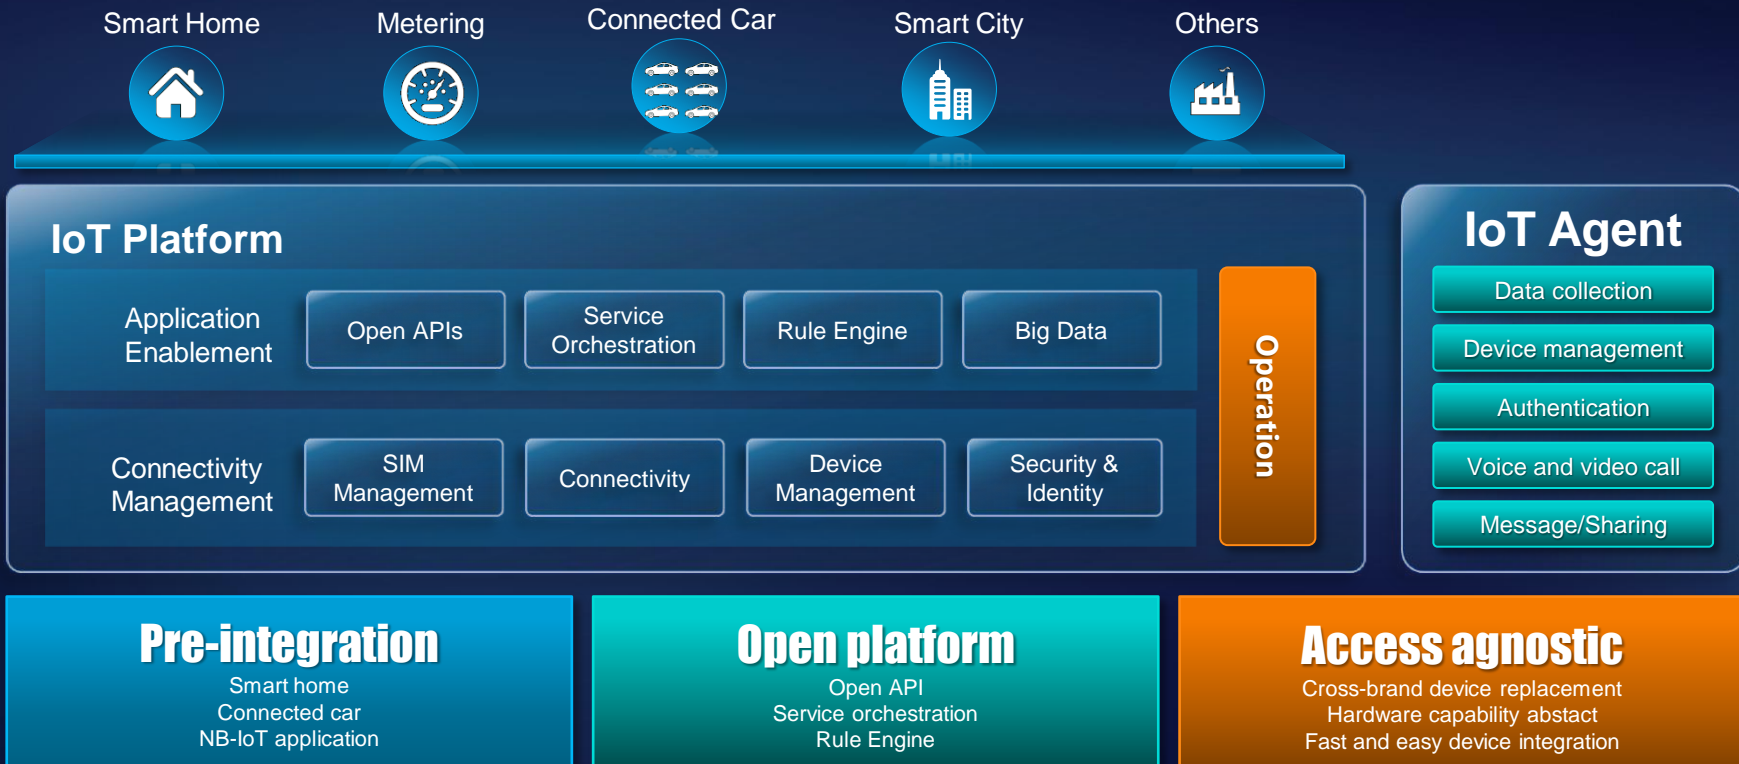 Smart Home
Metering
Connected Car
Smart City
Others
IoT Platform
Application
Enablement
Open APIs
Service
Orchestration
Rule Engine
Big Data
Connectivity
Management
SIM
Management
Connectivity
Device
Management
Security &
Identity
Operation
IoT Agent
Data collection
Device management
Authentication
Voice and video call
Message/Sharing
Pre-integration
Smart home
Connected car
NB-IoT application
Open platform
Open API
Service orchestration
Rule Engine
Access agnostic
Cross-brand device replacement
Hardware capability abstact
Fast and easy device integration